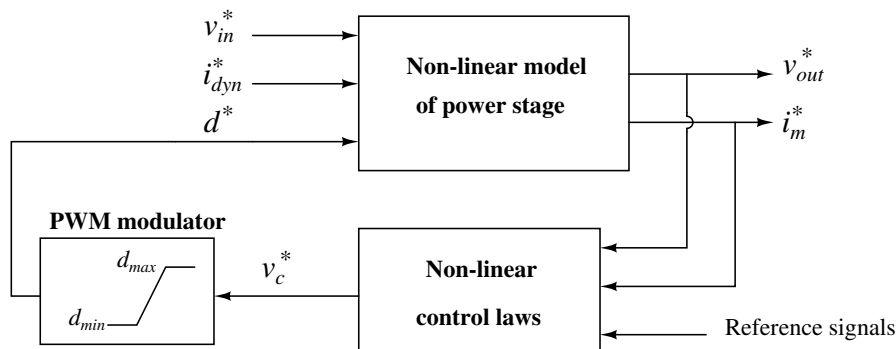 v*in
Non-linear model
of power stage
v*out
i*dyn
d*
i*m
PWM modulator
dmax
dmin
v*c
Non-linear
control laws
Reference signals